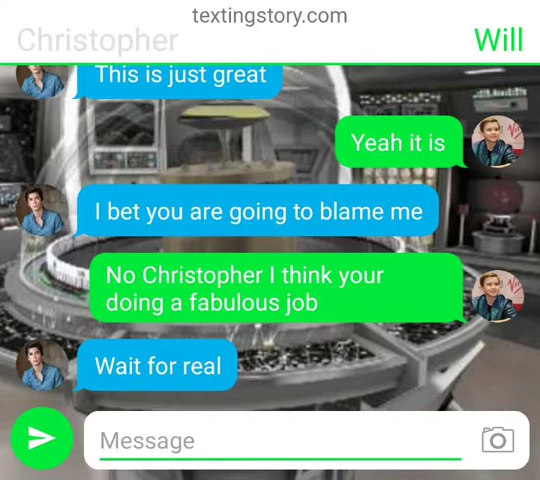 textingstory.com
Christopher
Will
This is just great
Yeah it is
I bet you are going to blame me
No Christopher I think your
doing a fabulous job
Wait for real
Message